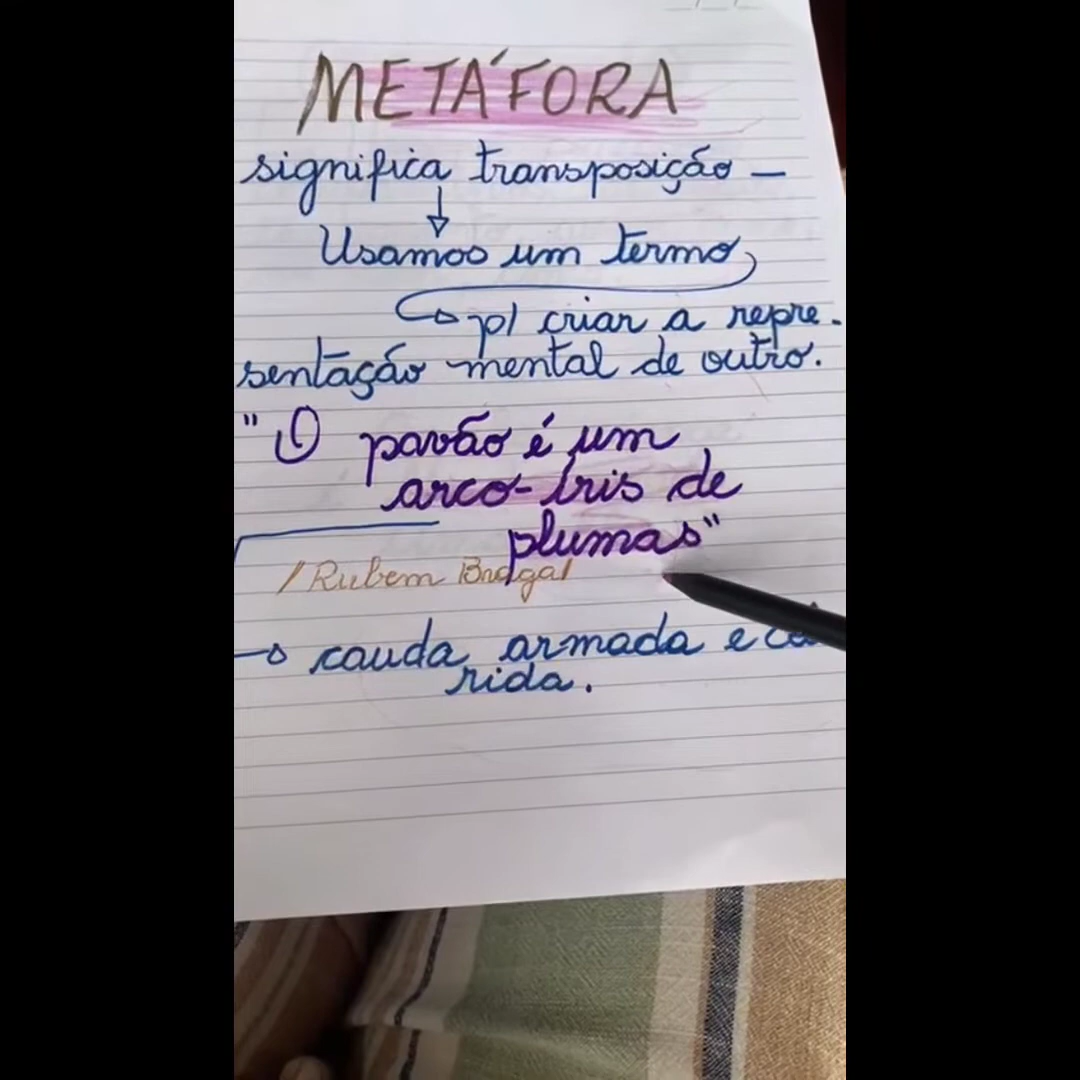 METÁFORA
significa transposição –
Usamos um termo
p/ criar a repre-
sentação mental de outro.
"O pavão é um
arco-íris de
plumas"
/Rubem Braga/
cauda armada e
rida.